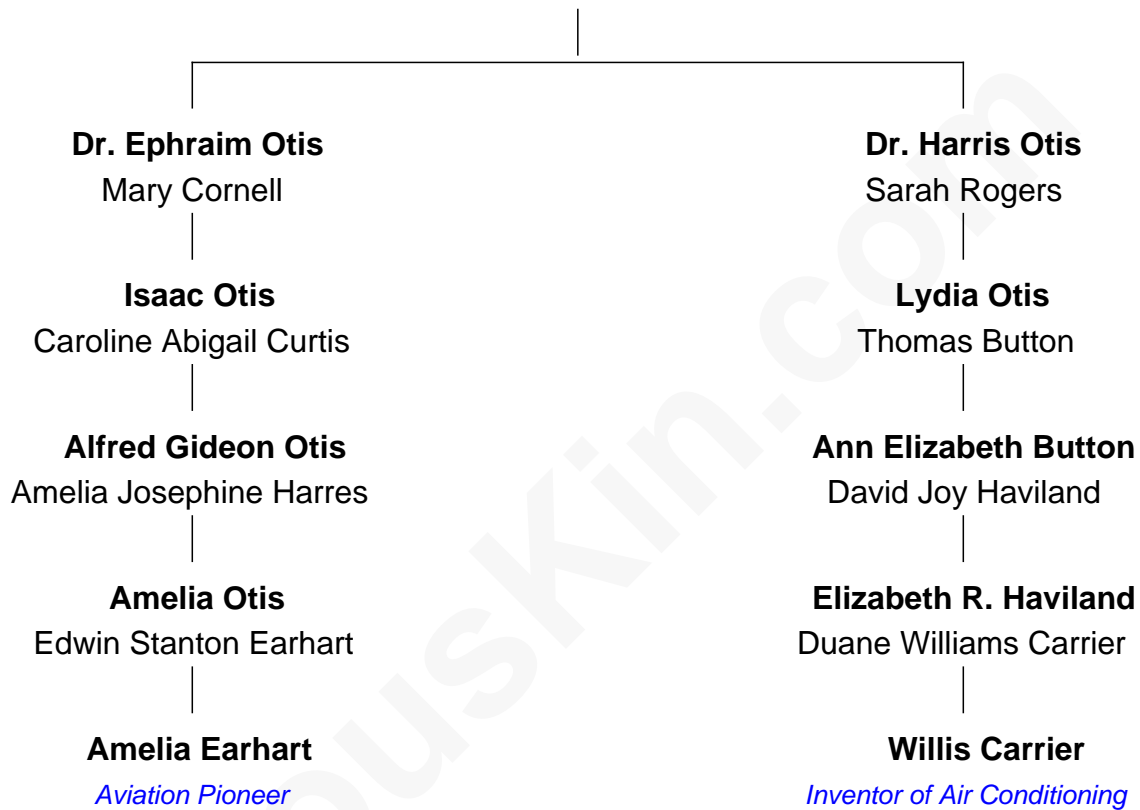 Dr. Ephraim Otis
Mary Cornell
Isaac Otis
Caroline Abigail Curtis
Alfred Gideon Otis
Amelia Josephine Harres
Amelia Otis
Edwin Stanton Earhart
Amelia Earhart
Aviation Pioneer
Dr. Harris Otis
Sarah Rogers
Lydia Otis
Thomas Button
Ann Elizabeth Button
David Joy Haviland
Elizabeth R. Haviland
Duane Williams Carrier
Willis Carrier
Inventor of Air Conditioning
ousKin.com